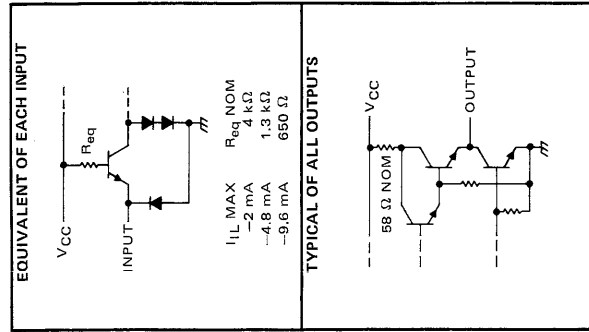 EQUIVALENT OF EACH INPUT
VCC
Req
INPUT
IIL MAX Req NOM
−2 mA 4 kΩ
−4.8 mA 1.3 kΩ
−9.6 mA 650 Ω
TYPICAL OF ALL OUTPUTS
VCC
58 Ω NOM
OUTPUT